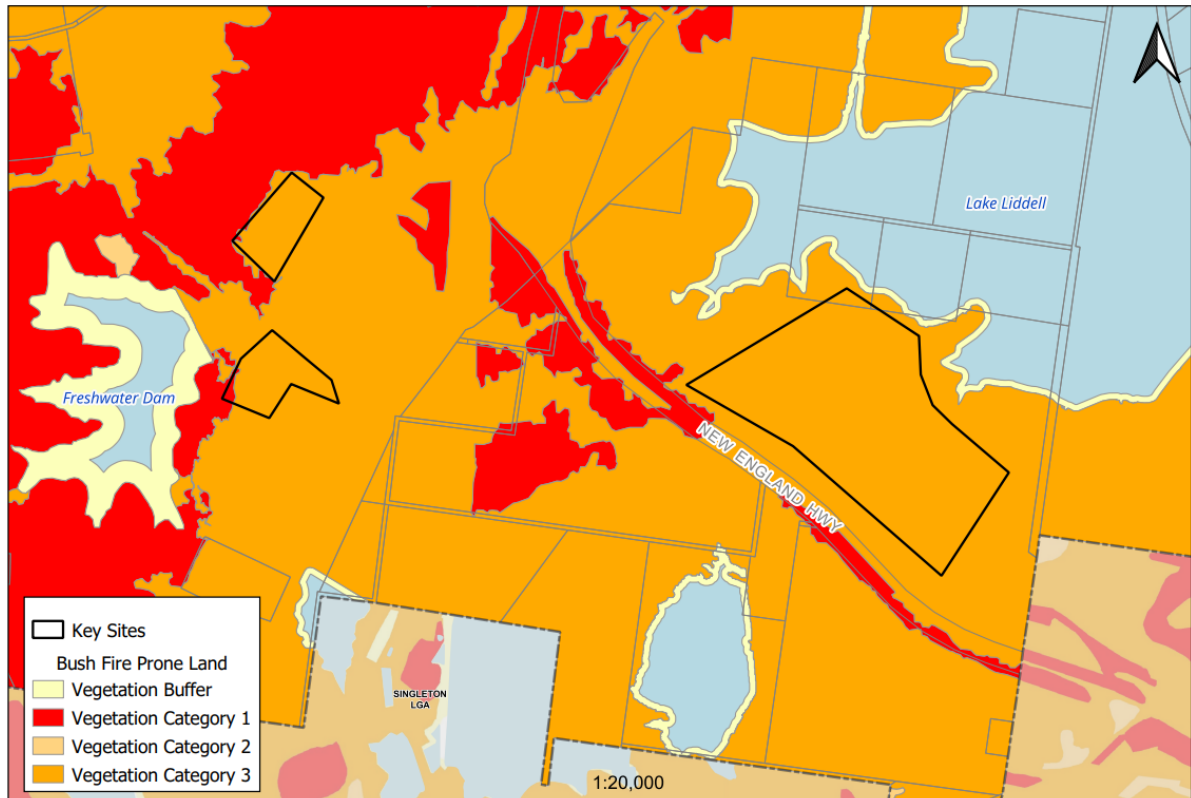 Lake Liddell
Freshwater Dam
NEW ENGLAND HWY
Key Sites
Bush Fire Prone Land
Vegetation Buffer
Vegetation Category 1
Vegetation Category 2
Vegetation Category 3
SINGLETON
LGA
1:20,000